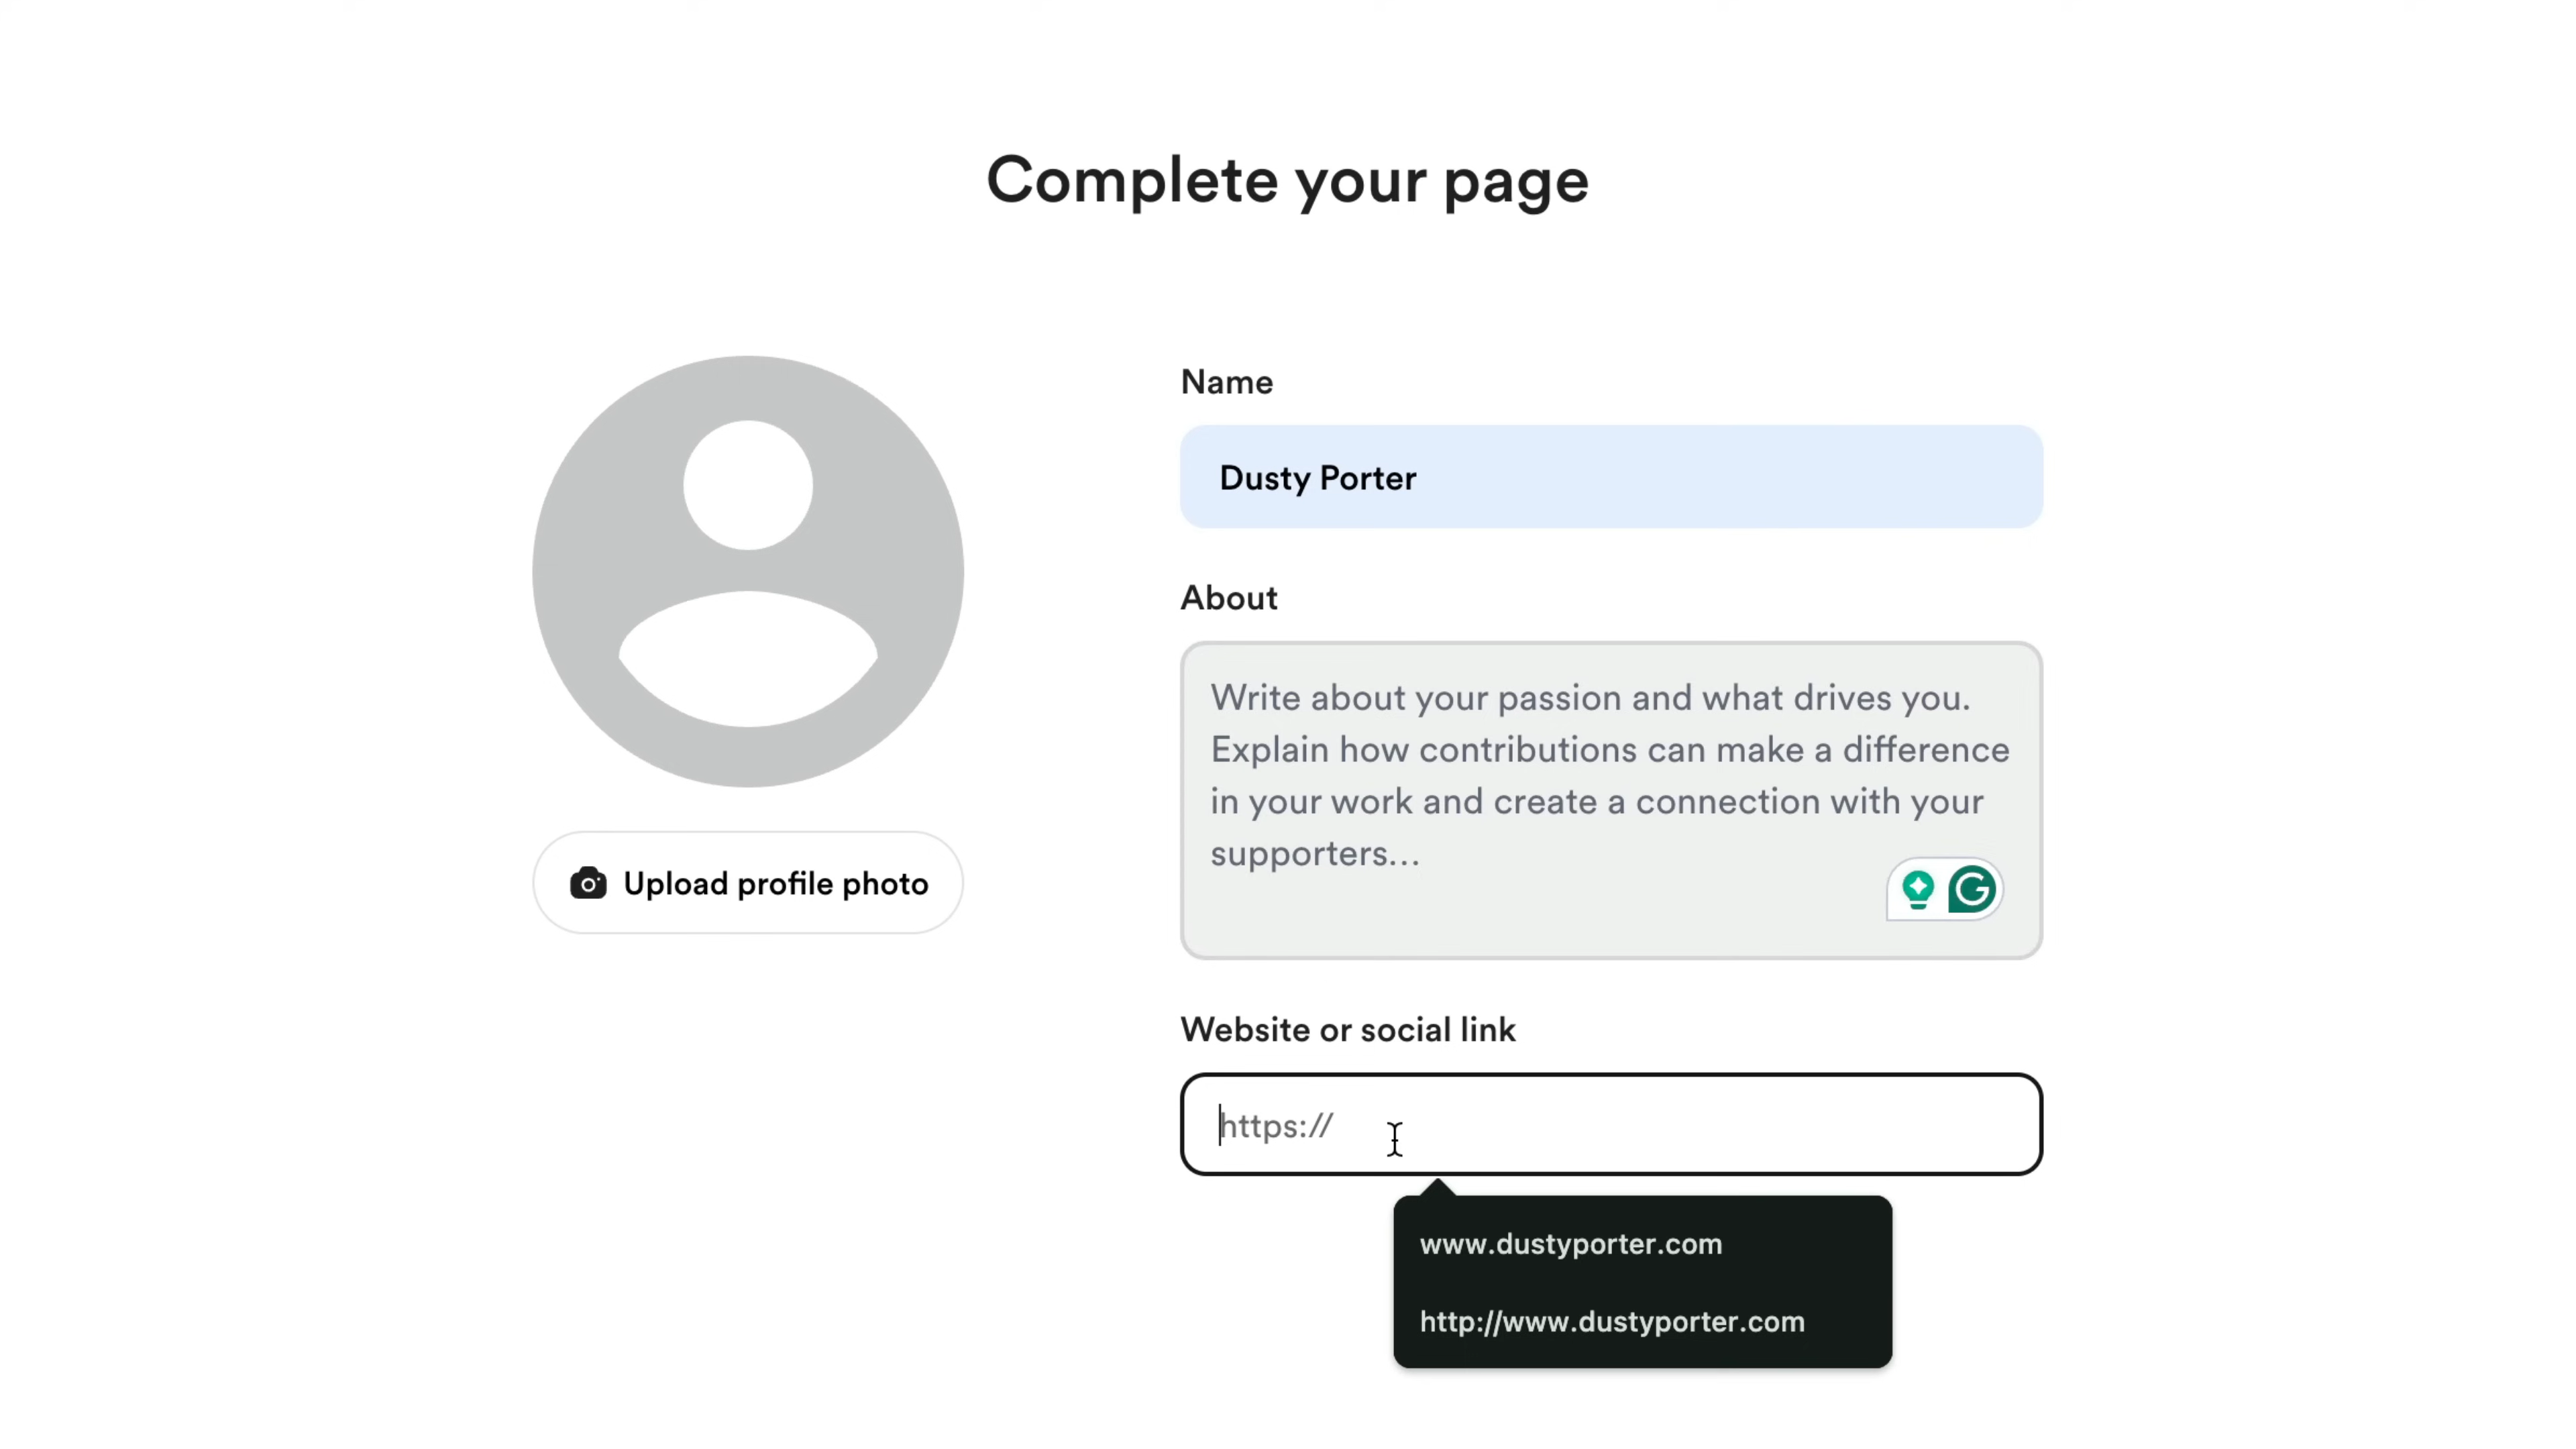 Complete your page
Name
Dusty Porter
About
Write about your passion and what drives you.
Explain how contributions can make a difference
in your work and create a connection with your
supporters...
Upload profile photo
Website or social link
https://
www.dustyporter.com
http://www.dustyporter.com